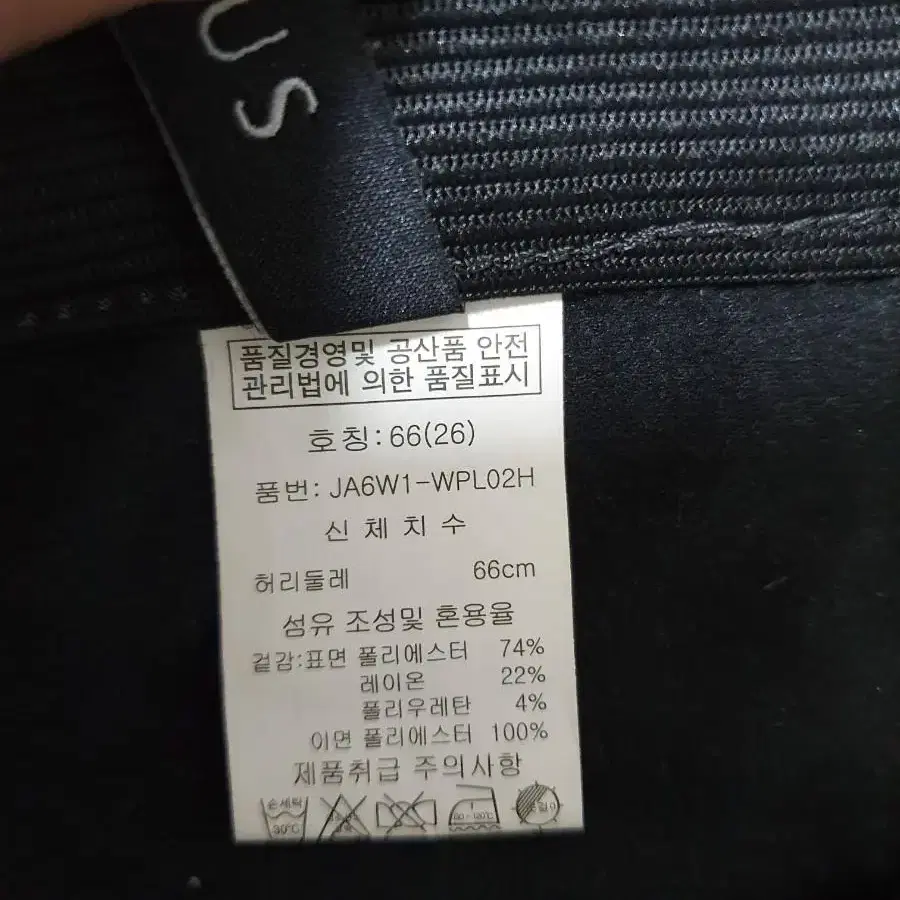 US
품질경영및 공산품 안전
관리법에 의한 품질표시
호칭:66(26)
품번: JA6W1-WPL02H
신체치수
허리둘레 66cm
섬유 조성및 혼용율
겉감:표면 폴리에스터 74%
레이온 22%
폴리우레탄 4%
이면 폴리에스터 100%
제품취급 주의사항
손세탁
30℃